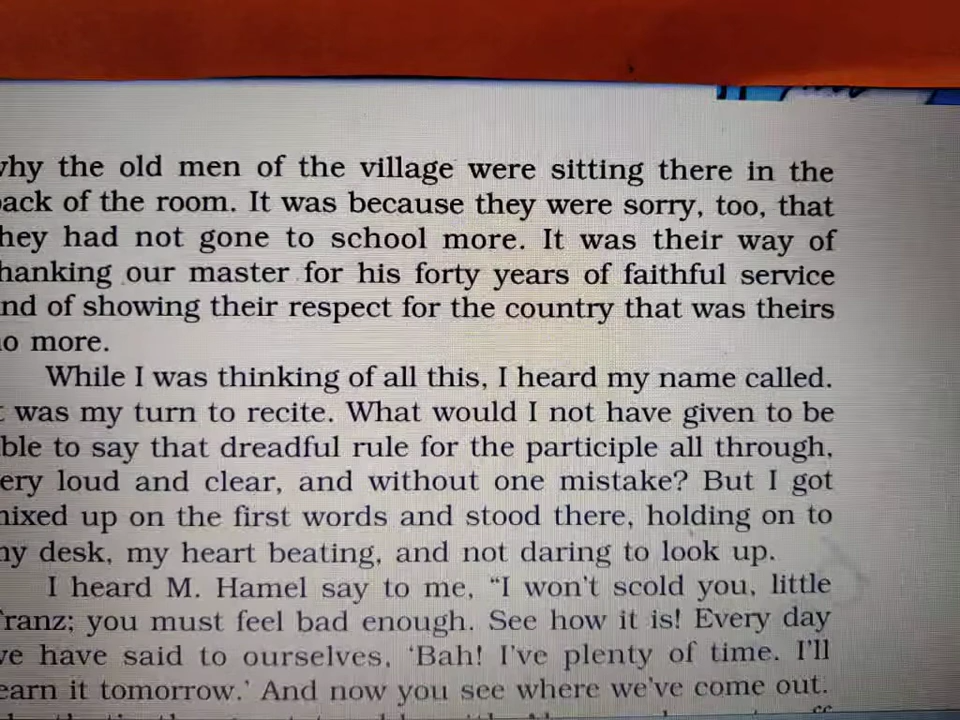 why the old men of the village were sitting there in the
back of the room. It was because they were sorry, too, that
they had not gone to school more. It was their way of
thanking our master for his forty years of faithful service
and of showing their respect for the country that was theirs
no more.
While I was thinking of all this, I heard my name called.
It was my turn to recite. What would I not have given to be
able to say that dreadful rule for the participle all through,
very loud and clear, and without one mistake? But I got
mixed up on the first words and stood there, holding on to
my desk, my heart beating, and not daring to look up.
I heard M. Hamel say to me, “I won't scold you, little
Franz; you must feel bad enough. See how it is! Every day
we have said to ourselves, ‘Bah! I've plenty of time. I'll
learn it tomorrow.’ And now you see where we've come out.